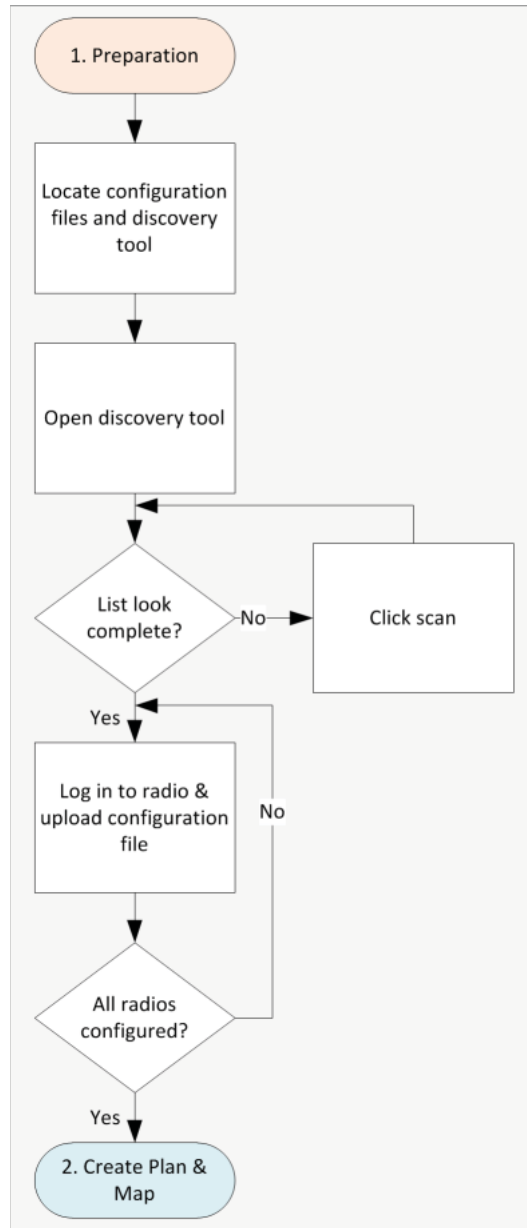 1. Preparation
Locate configuration
files and discovery
tool
Open discovery tool
List look
complete?
No
Click scan
Yes
Log in to radio &
upload configuration
file
No
All radios
configured?
Yes
2. Create Plan &
Map